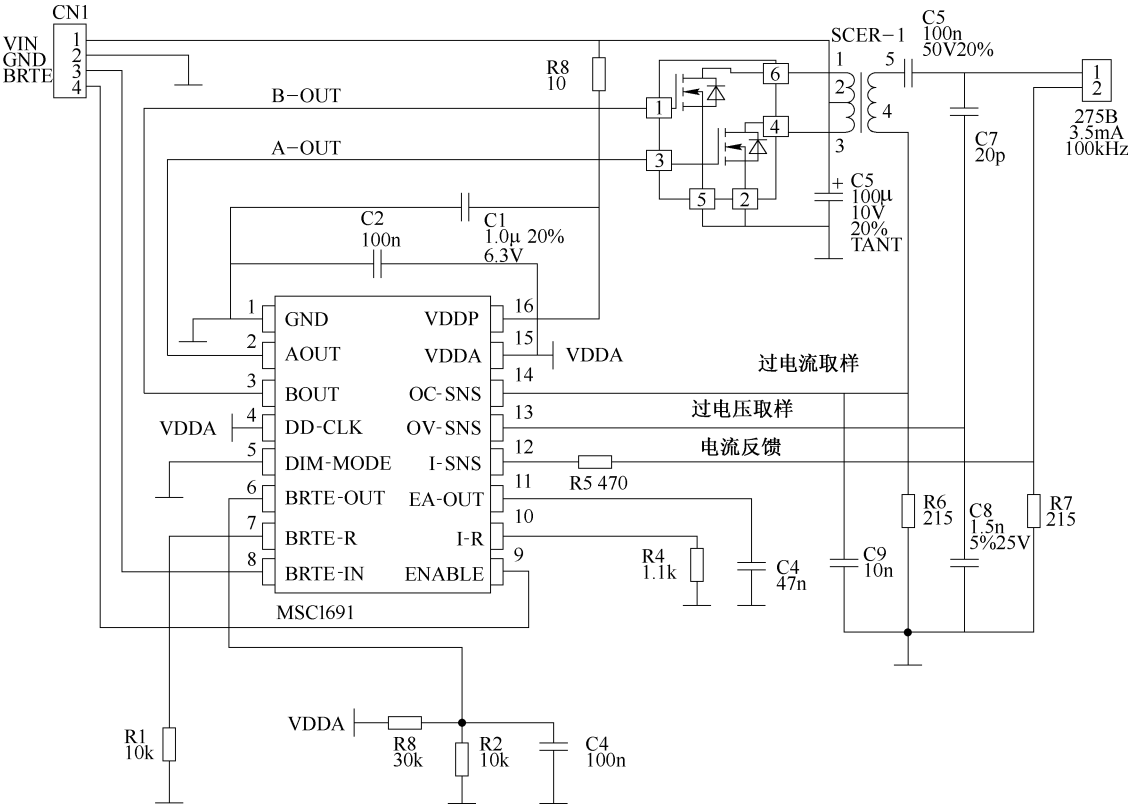 CN1
VIN
GND
BRTE
1
2
3
4
R8
10
B-OUT
A-OUT
1
3
6
4
5
2
SCER-1
1
2
3
5
4
C5
100n
50V20%
C7
20p
1
2
275B
3.5mA
100kHz
+ C5
100μ
10V
20%
TANT
C2
100n
C1
1.0μ 20%
6.3V
1 GND
2 AOUT
3 BOUT
VDDA 4 DD-CLK
5 DIM-MODE
6 BRTE-OUT
7 BRTE-R
8 BRTE-IN
VDDP 16
VDDA 15 VDDA
OC-SNS 14
OV-SNS 13
I-SNS 12
EA-OUT 11
I-R 10
ENABLE 9
MSCl691
过电流取样
过电压取样
电流反馈
R5 470
R4
1.1k
C4
47n
C9
10n
R6
215
C8
1.5n
5%25V
R7
215
R1
10k
VDDA
R8
30k
R2
10k
C4
100n